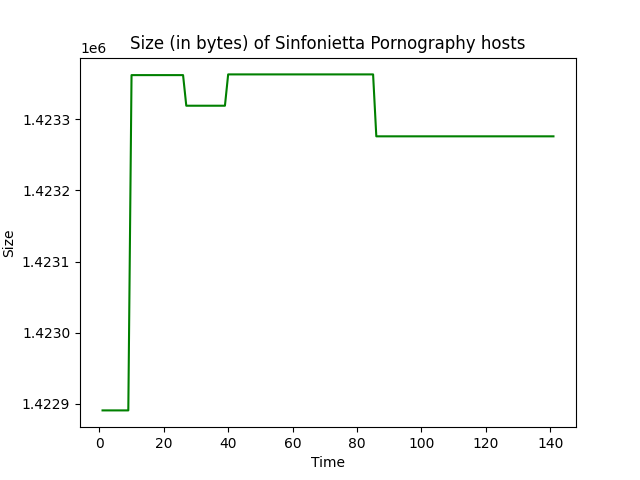 Size (in bytes) of Sinfonietta Pornography hosts
1e6
1.4233
1.4232
1.4231
1.4230
1.4229
Size
0 20 40 60 80 100 120 140
Time